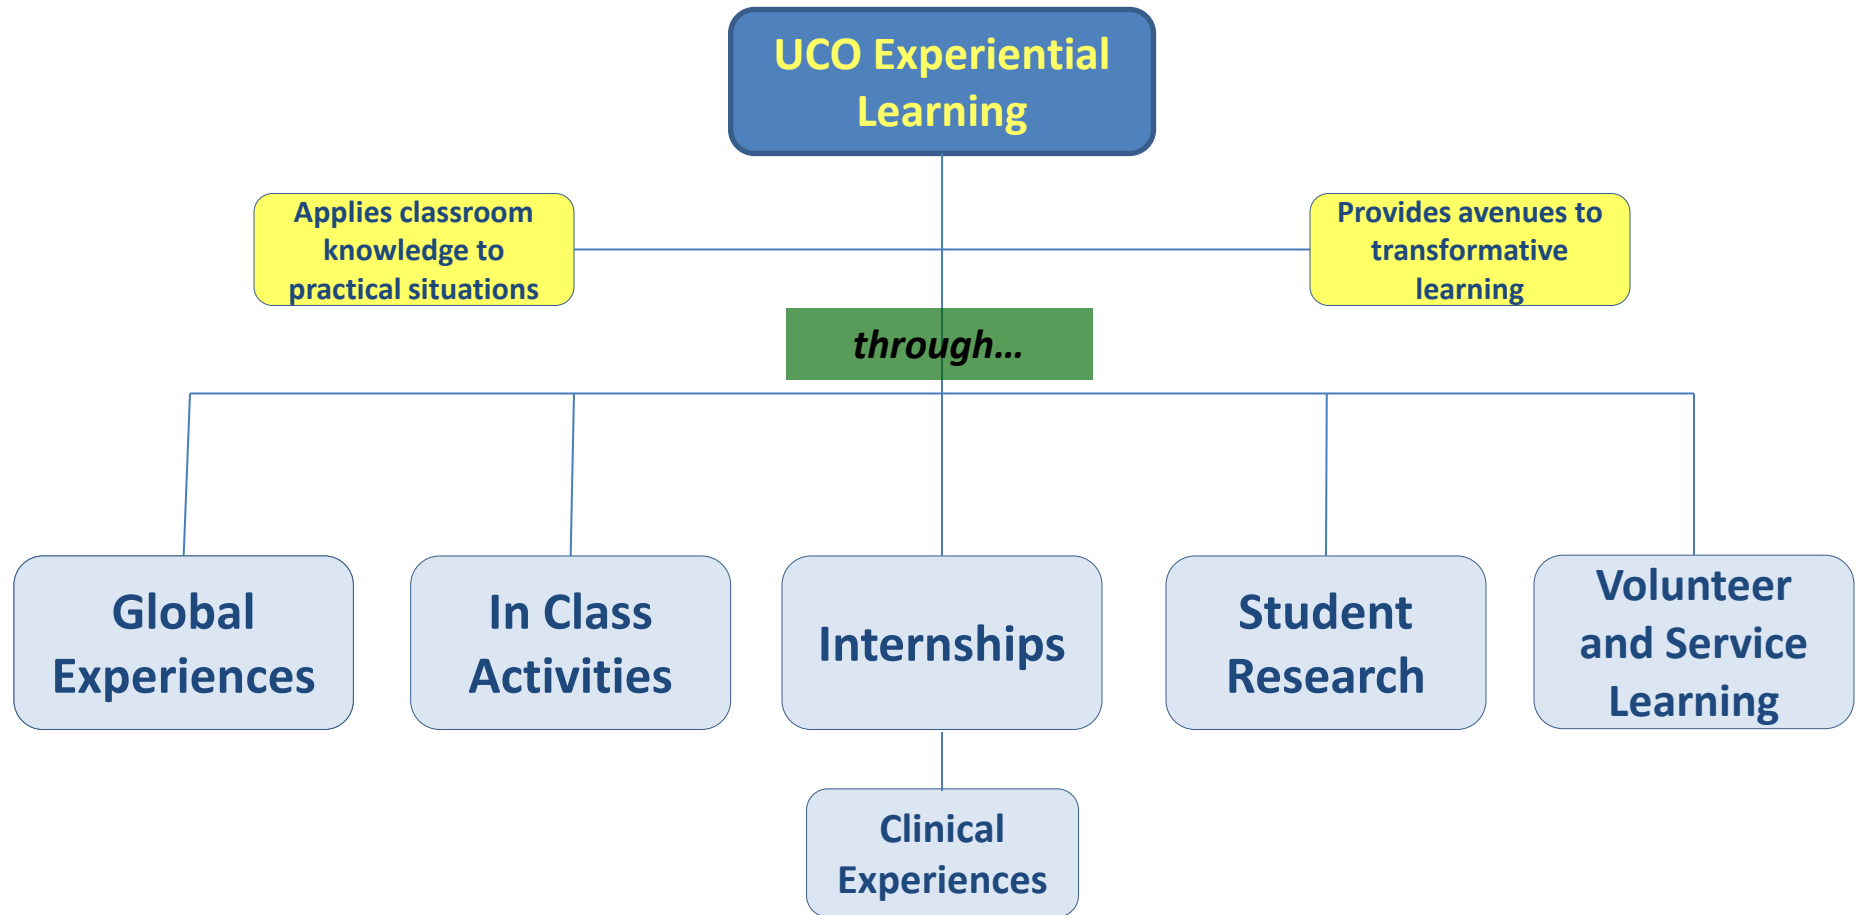 UCO Experiential
Learning
Applies classroom
knowledge to
practical situations
Provides avenues to
transformative
learning
through...
Global
Experiences
In Class
Activities
Internships
Student
Research
Volunteer
and Service
Learning
Clinical
Experiences